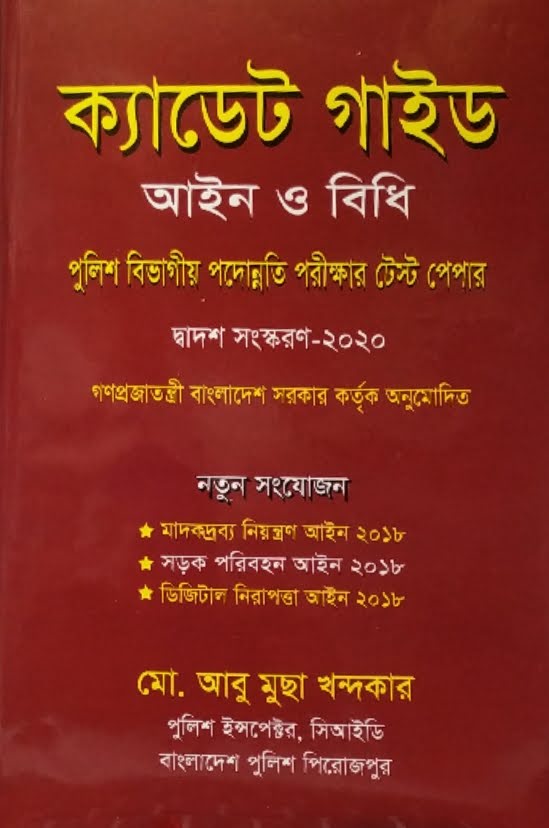 ক্যাডেট গাইড
আইন ও বিধি
পুলিশ বিভাগীয় পদোন্নতি পরীক্ষার টেস্ট পেপার
দ্বাদশ সংস্করণ-২০২০
গণপ্রজাতন্ত্রী বাংলাদেশ সরকার কর্তৃক অনুমোদিত
নতুন সংযোজন
★ মাদকদ্রব্য নিয়ন্ত্রণ আইন ২০১৮
★ সড়ক পরিবহন আইন ২০১৮
★ ডিজিটাল নিরাপত্তা আইন ২০১৮
মো. আবু মুছা খন্দকার
পুলিশ ইন্সপেক্টর, সিআইডি
বাংলাদেশ পুলিশ পিরোজপুর